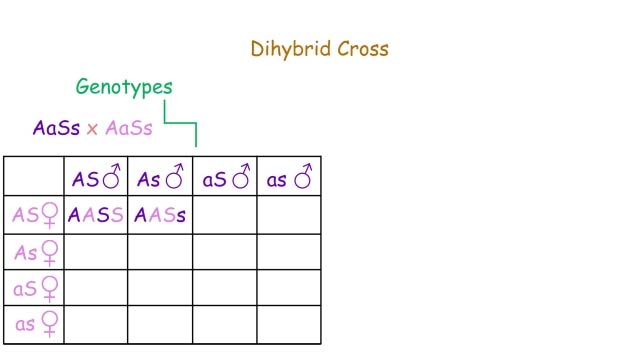 Dihybrid Cross
Genotypes
AaSs x AaSs
AS♂ As♂ aS♂ as♂
AS♀ AASS AASs
As♀
aS♀
as♀